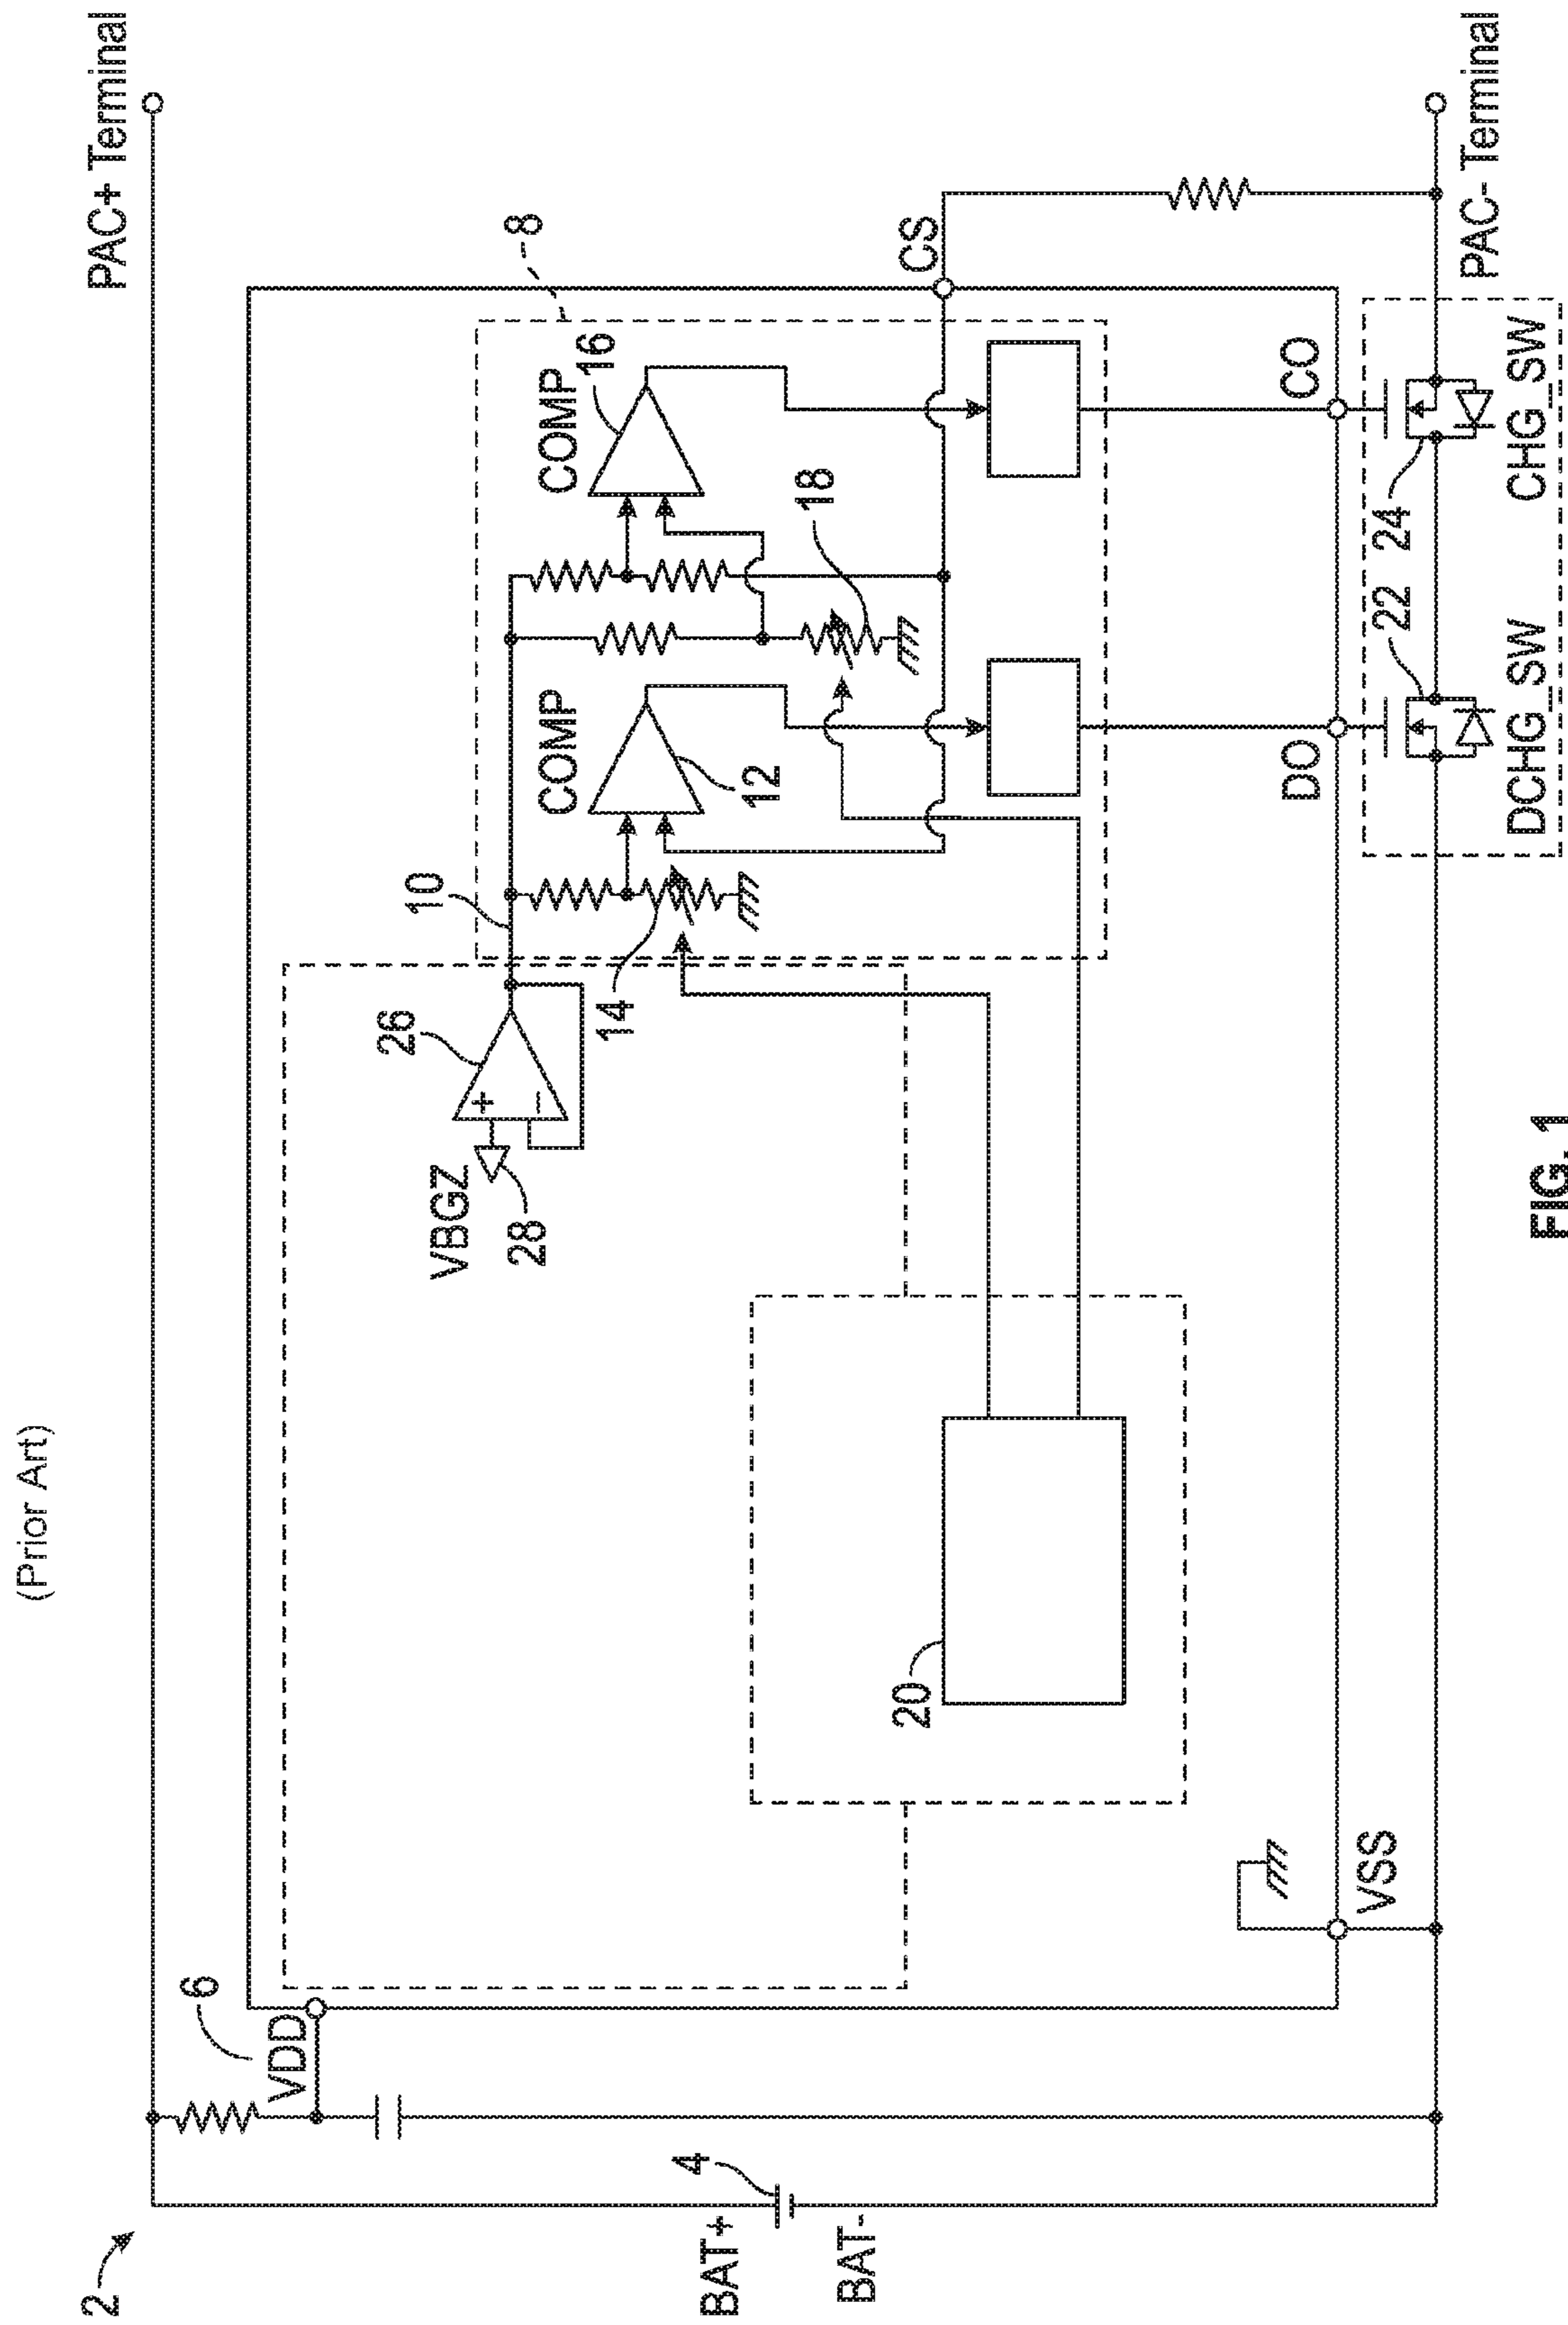 (Prior Art)
2
PAC+ Terminal
6
VDD
8
10
26
VBGZ
28
COMP
16
COMP
12
18
14
CS
4
BAT+
BAT-
20
VSS
DO
CO
22
24
DCHG_SW
CHG_SW
PAC- Terminal
+
−
FIG. 1